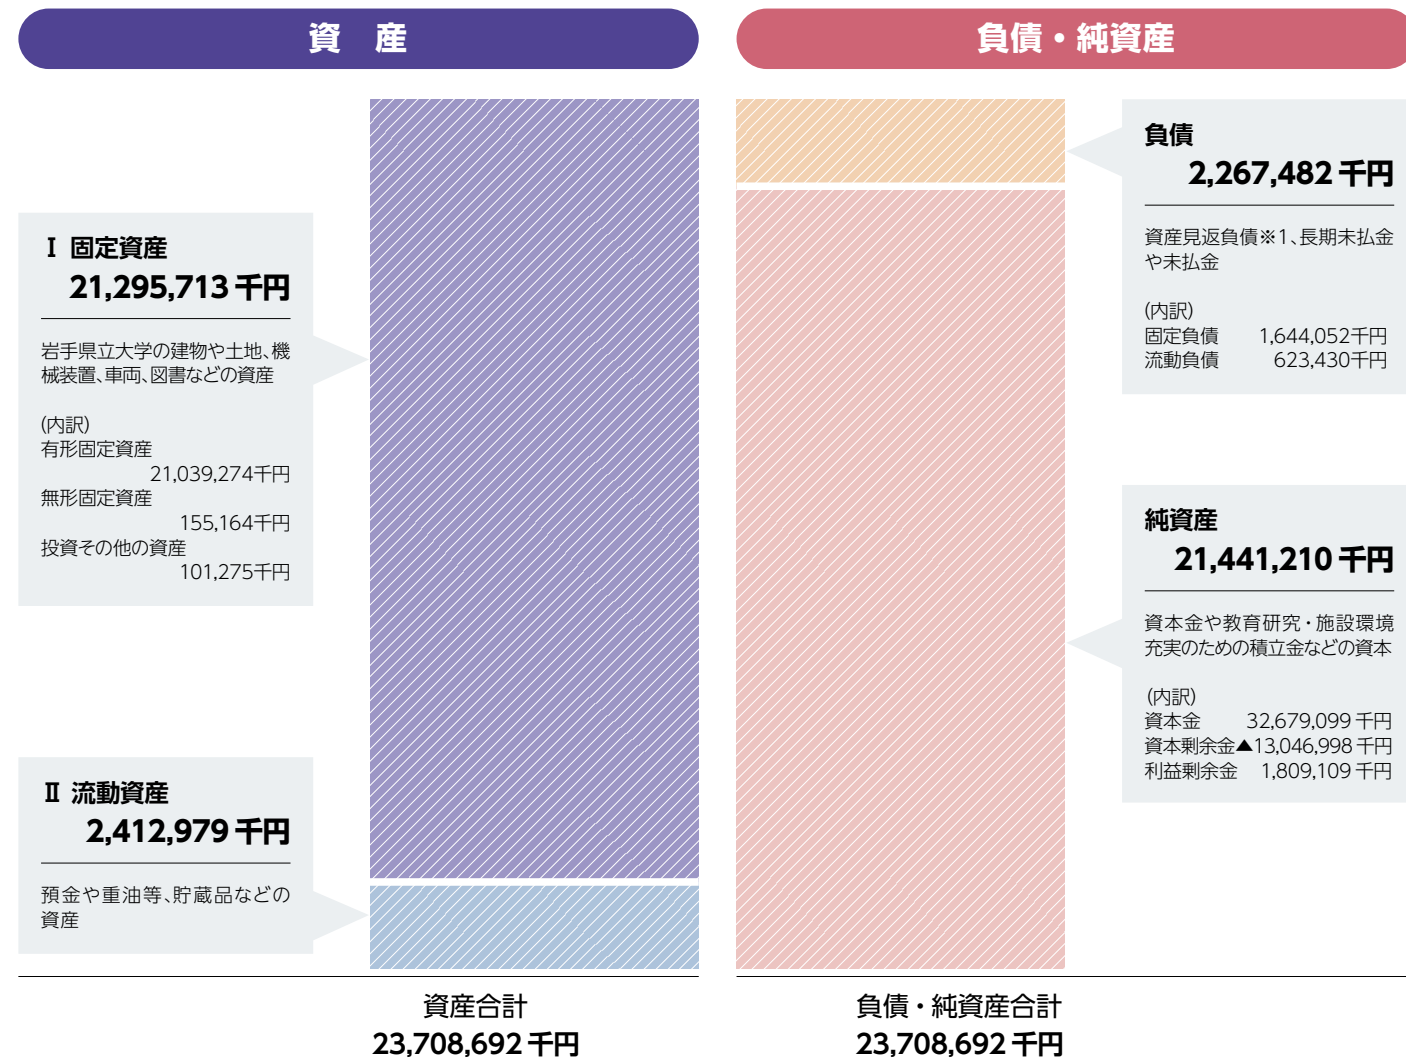 資 産
Ⅰ 固定資産
21,295,713 千円
岩手県立大学の建物や土地、機
械装置、車両、図書などの資産
(内訳)
有形固定資産
21,039,274千円
無形固定資産
155,164千円
投資その他の資産
101,275千円
Ⅱ 流動資産
2,412,979 千円
預金や重油等、貯蔵品などの
資産
資産合計
23,708,692 千円
負債・純資産
負債
2,267,482 千円
資産見返負債※1、長期未払金
や未払金
(内訳)
固定負債 1,644,052千円
流動負債 623,430千円
純資産
21,441,210 千円
資本金や教育研究・施設環境
充実のための積立金などの資本
(内訳)
資本金 32,679,099 千円
資本剰余金▲13,046,998 千円
利益剰余金 1,809,109 千円
負債・純資産合計
23,708,692 千円